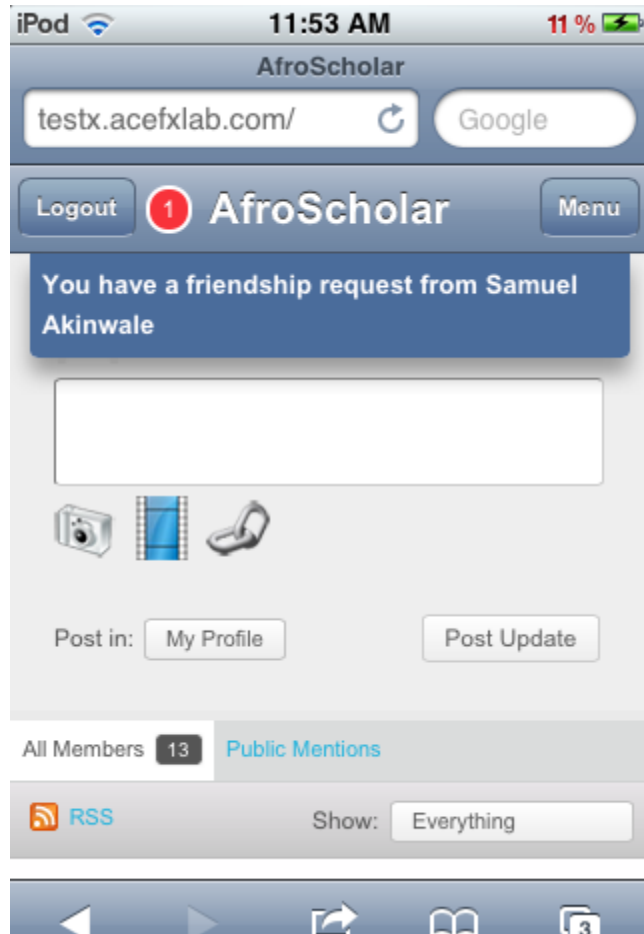 iPod 11:53 AM 11 %
AfroScholar
testx.acefxlab.com/ Google
Logout 1 AfroScholar Menu
You have a friendship request from Samuel
Akinwale
Post in: My Profile Post Update
All Members 13 Public Mentions
RSS Show: Everything
3